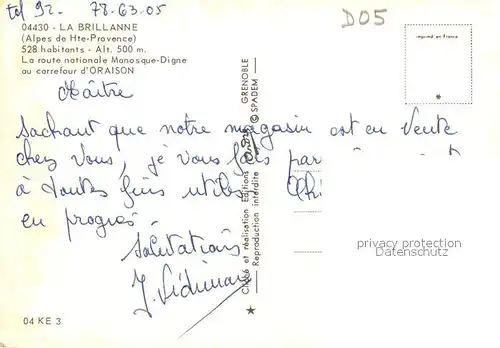 tel 92. 78-63-05
D05
04430 - LA BRILLANNE
(Alpes de Hte-Provence)
528 habitants - Alt. 500 m.
La route nationale Manosque-Digne
au carrefour d'ORAISON
imprimé en France
Maître
Sachant que notre magasin est en Vente
chez Vous, je vous fais par
à toutes fins utiles
en progrès.
Salutations
Cliché et réalisation Editions GRENOBLE
Reproduction interdite © SPADEM
privacy protection
Datenschutz
04 KE 3